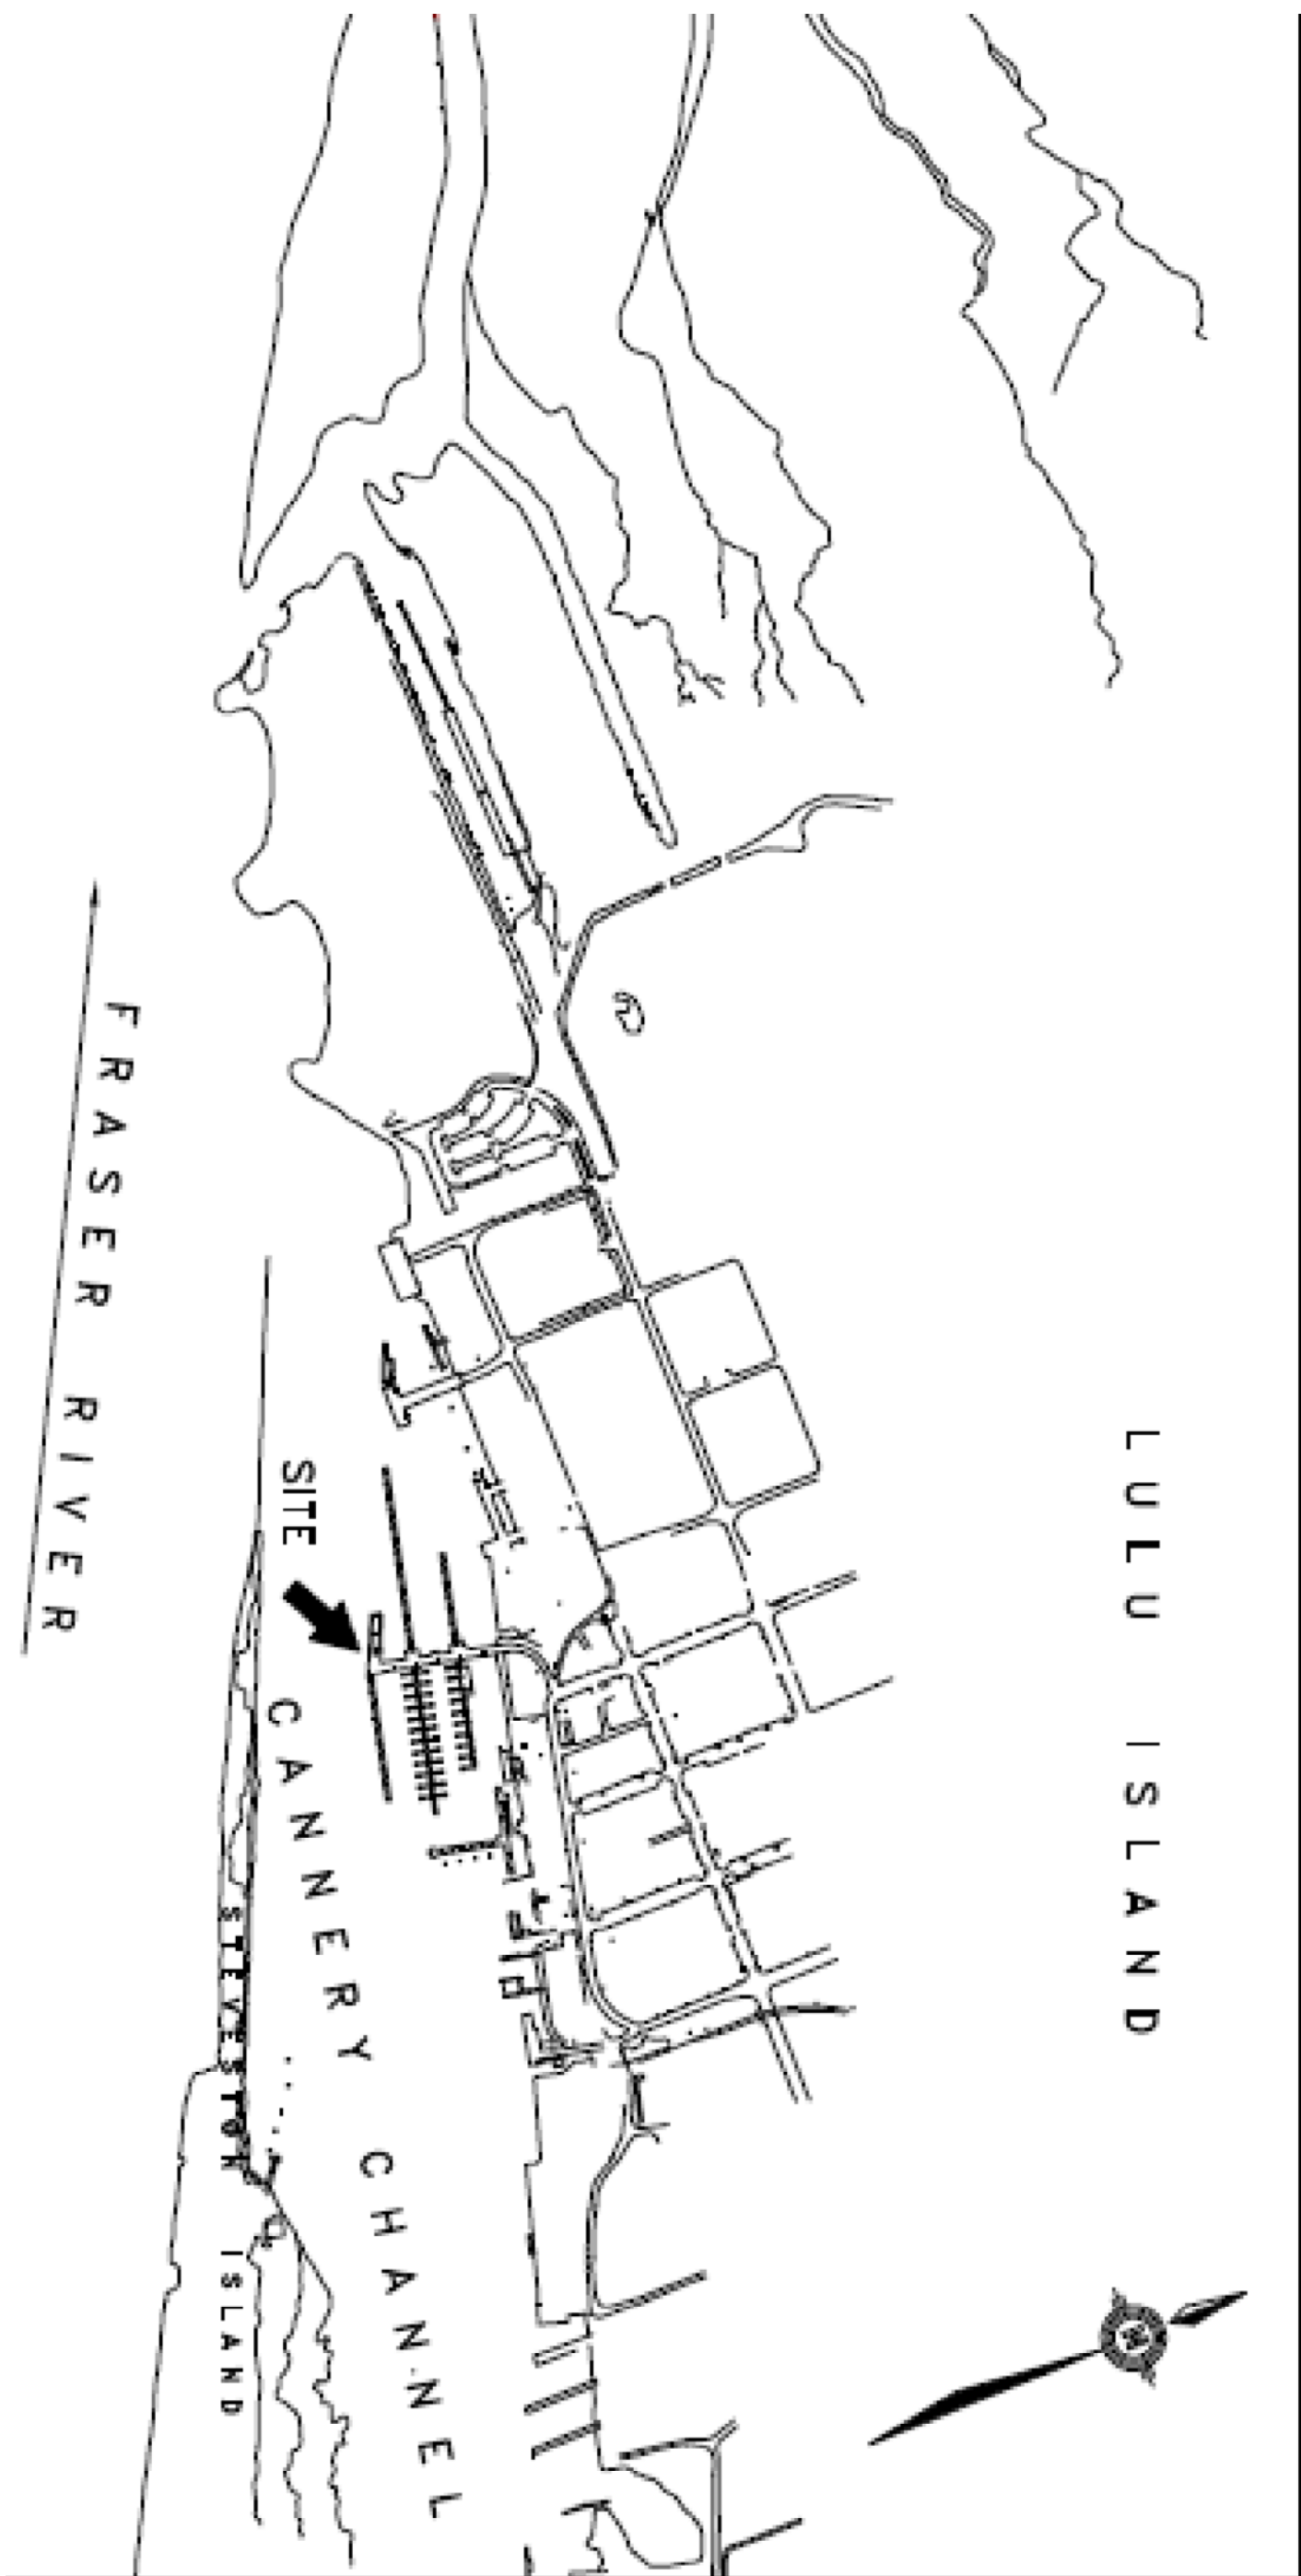 LULU ISLAND
SITE
CANNERY CHANNEL
FRASER RIVER
STEVESTON ISLAND
N